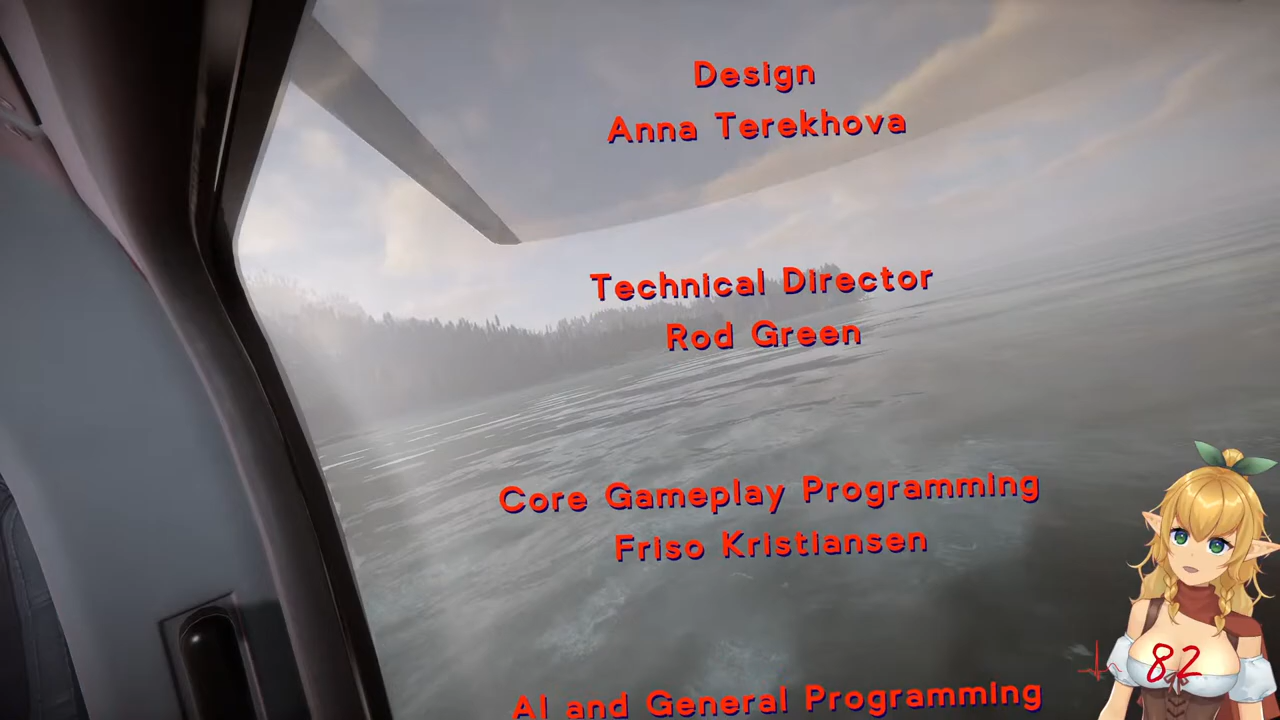 Design
Anna Terekhova
Technical Director
Rod Green
Core Gameplay Programming
Friso Kristiansen
AI and General Programming
82